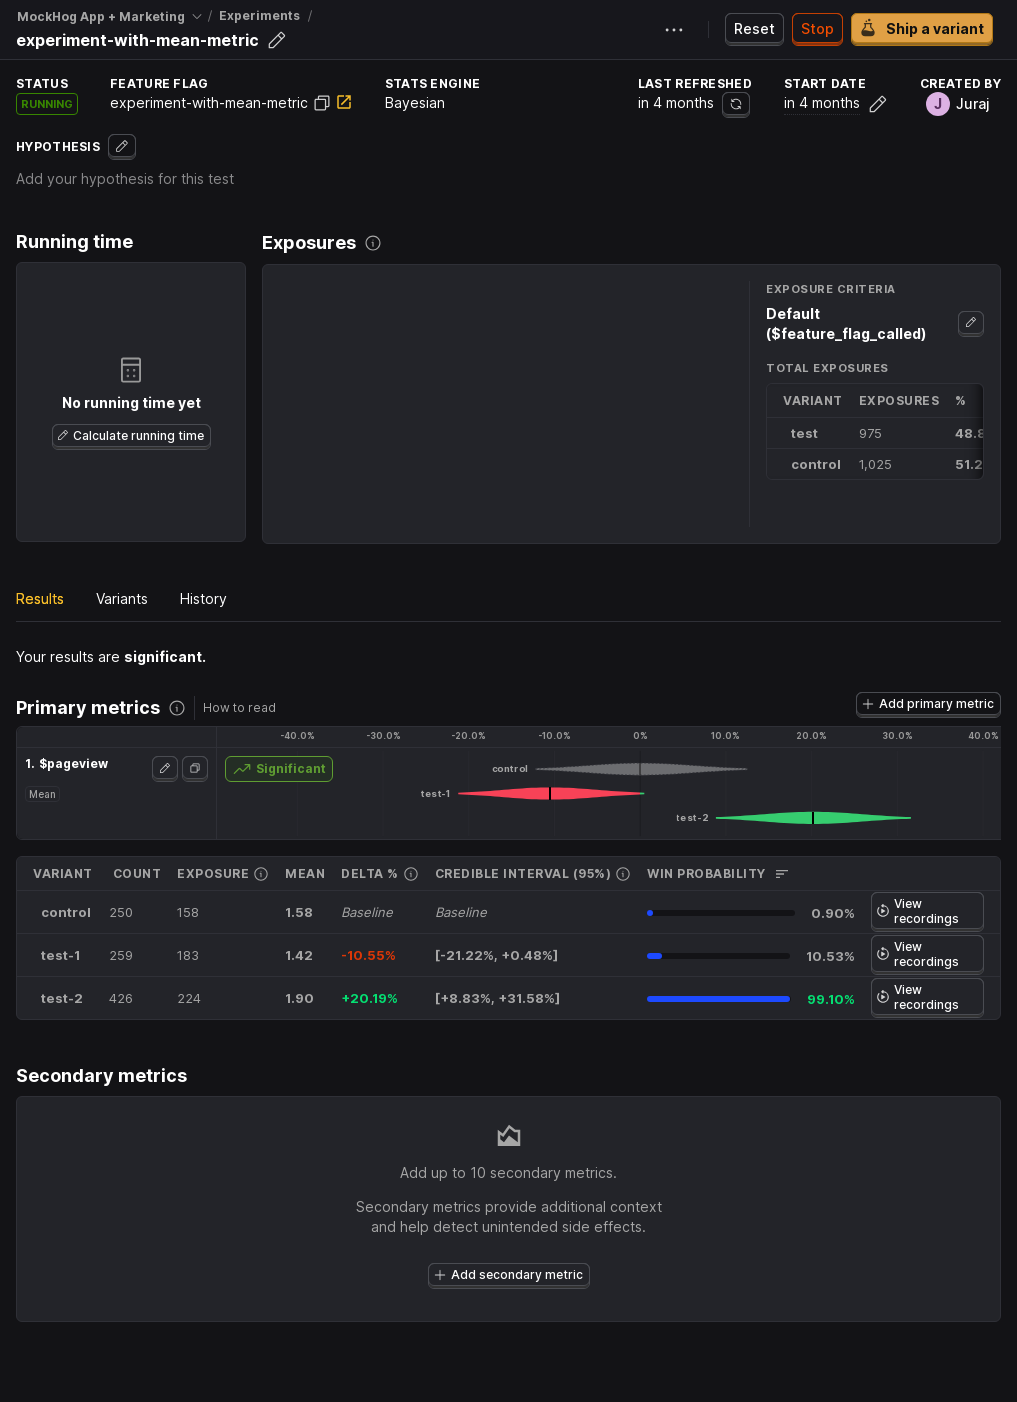 MockHog App + Marketing / Experiments /
experiment-with-mean-metric
Reset
Stop
Ship a variant
STATUS
RUNNING
FEATURE FLAG
experiment-with-mean-metric
STATS ENGINE
Bayesian
LAST REFRESHED
in 4 months
START DATE
in 4 months
CREATED BY
J Juraj
HYPOTHESIS
Add your hypothesis for this test
Running time
No running time yet
Calculate running time
Exposures
EXPOSURE CRITERIA
Default
($feature_flag_called)
TOTAL EXPOSURES
VARIANT EXPOSURES %
test 975 48.8
control 1,025 51.2
Results Variants History
Your results are significant.
Primary metrics How to read
Add primary metric
-40.0% -30.0% -20.0% -10.0% 0% 10.0% 20.0% 30.0% 40.0%
1. $pageview
Mean
Significant
control
test-1
test-2
VARIANT COUNT EXPOSURE MEAN DELTA % CREDIBLE INTERVAL (95%) WIN PROBABILITY
control 250 158 1.58 Baseline Baseline 0.90% View
recordings
test-1 259 183 1.42 -10.55% [-21.22%, +0.48%] 10.53% View
recordings
test-2 426 224 1.90 +20.19% [+8.83%, +31.58%] 99.10% View
recordings
Secondary metrics
Add up to 10 secondary metrics.
Secondary metrics provide additional context
and help detect unintended side effects.
Add secondary metric